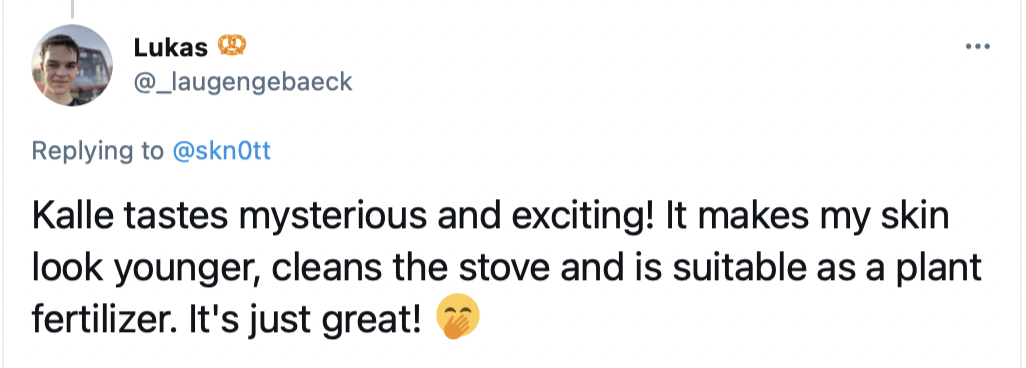 Lukas 🥨
@_laugengebaeck
Replying to @skn0tt
Kalle tastes mysterious and exciting! It makes my skin
look younger, cleans the stove and is suitable as a plant
fertilizer. It's just great! 🤭